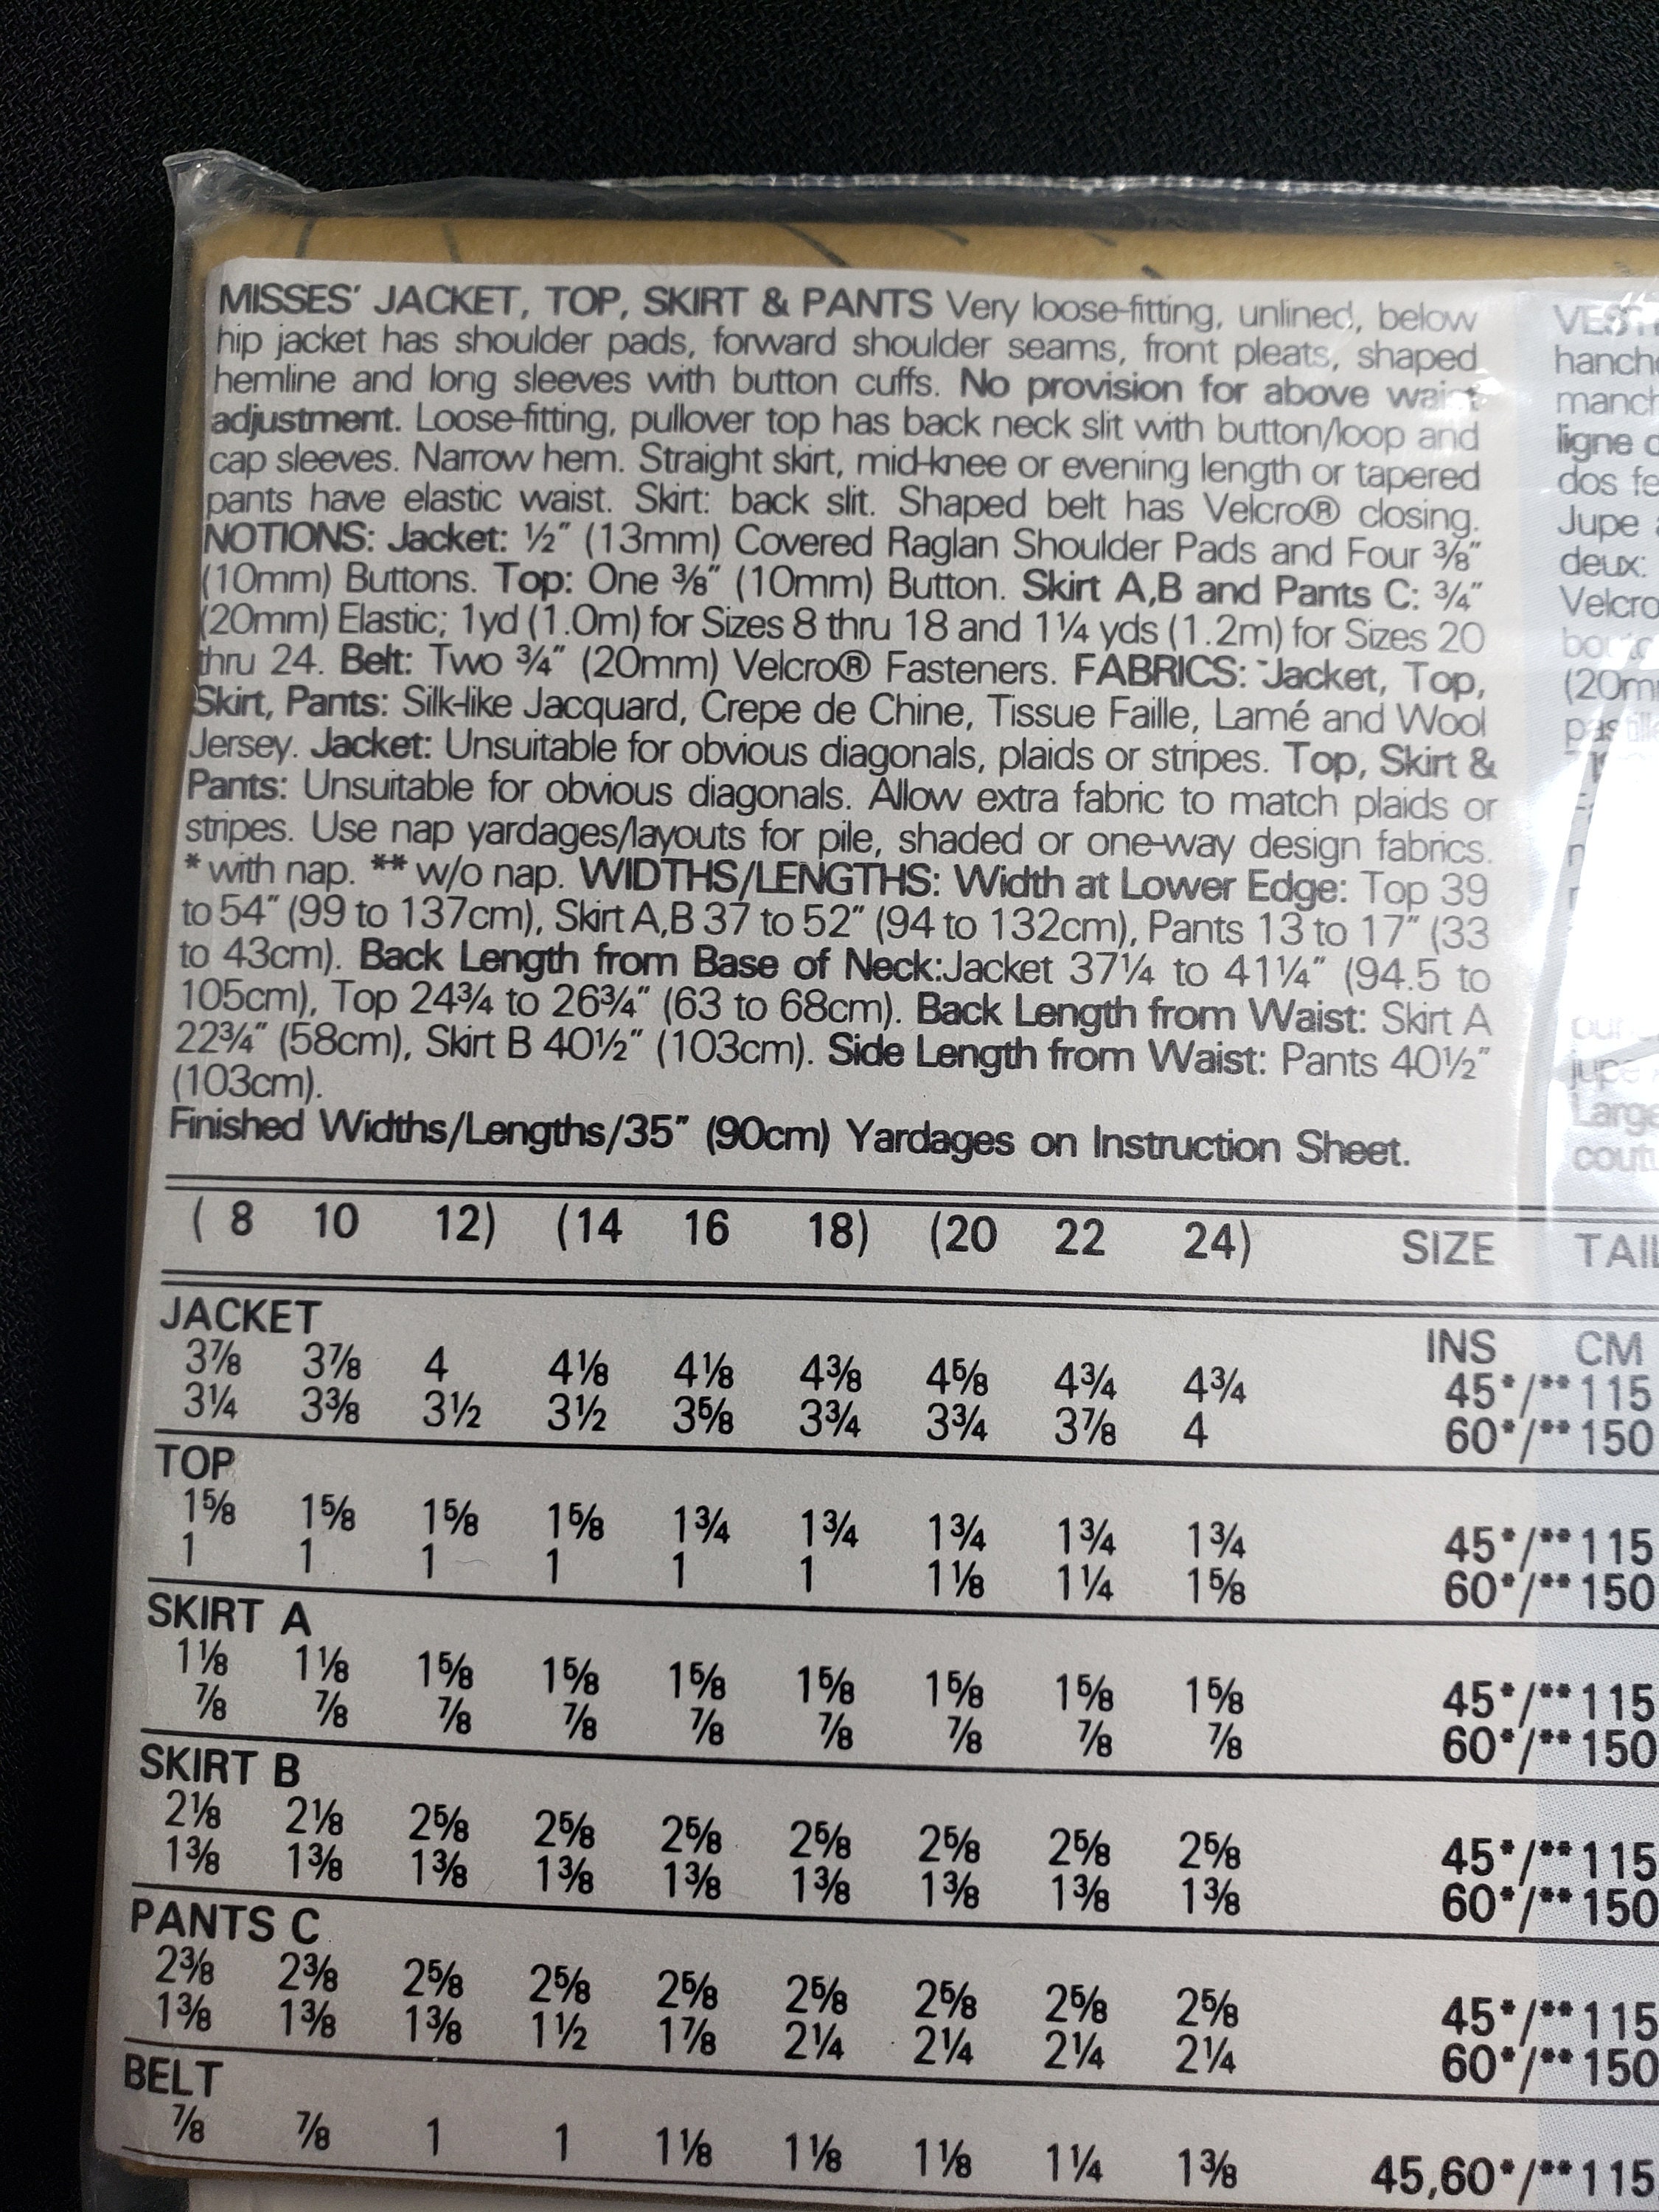 MISSES' JACKET, TOP, SKIRT & PANTS Very loose-fitting, unlined, below
hip jacket has shoulder pads, forward shoulder seams, front pleats, shaped
hemline and long sleeves with button cuffs. No provision for above waist
adjustment. Loose-fitting, pullover top has back neck slit with button/loop and
cap sleeves. Narrow hem. Straight skirt, mid-knee or evening length or tapered
pants have elastic waist. Skirt: back slit. Shaped belt has Velcro® closing.
NOTIONS: Jacket: ½" (13mm) Covered Raglan Shoulder Pads and Four ⅜"
(10mm) Buttons. Top: One ⅜" (10mm) Button. Skirt A,B and Pants C: ¾"
(20mm) Elastic; 1yd (1.0m) for Sizes 8 thru 18 and 1¼ yds (1.2m) for Sizes 20
thru 24. Belt: Two ¾" (20mm) Velcro® Fasteners. FABRICS: Jacket, Top,
Skirt, Pants: Silk-like Jacquard, Crepe de Chine, Tissue Faille, Lamé and Wool
Jersey. Jacket: Unsuitable for obvious diagonals, plaids or stripes. Top, Skirt &
Pants: Unsuitable for obvious diagonals. Allow extra fabric to match plaids or
stripes. Use nap yardages/layouts for pile, shaded or one-way design fabrics.
* with nap. ** w/o nap. WIDTHS/LENGTHS: Width at Lower Edge: Top 39
to 54" (99 to 137cm), Skirt A,B 37 to 52" (94 to 132cm), Pants 13 to 17" (33
to 43cm). Back Length from Base of Neck:Jacket 37¼ to 41¼" (94.5 to
105cm), Top 24¾ to 26¾" (63 to 68cm). Back Length from Waist: Skirt A
22¾" (58cm), Skirt B 40½" (103cm). Side Length from Waist: Pants 40½"
(103cm).
Finished Widths/Lengths/35" (90cm) Yardages on Instruction Sheet.
( 8 10 12) (14 16 18) (20 22 24) SIZE TAIL
JACKET
INS CM
3⅞ 3⅞ 4 4⅛ 4⅛ 4⅜ 4⅝ 4¾ 4¾ 45*/**115
3¼ 3⅜ 3½ 3½ 3⅝ 3¾ 3¾ 3⅞ 4 60*/**150
TOP
1⅝ 1⅝ 1⅝ 1⅝ 1¾ 1¾ 1¾ 1¾ 1¾ 45*/**115
1 1 1 1 1 1 1⅛ 1¼ 1⅝ 60*/**150
SKIRT A
1⅛ 1⅛ 1⅝ 1⅝ 1⅝ 1⅝ 1⅝ 1⅝ 1⅝ 45*/**115
⅞ ⅞ ⅞ ⅞ ⅞ ⅞ ⅞ ⅞ ⅞ 60*/**150
SKIRT B
2⅛ 2⅛ 2⅝ 2⅝ 2⅝ 2⅝ 2⅝ 2⅝ 2⅝ 45*/**115
1⅜ 1⅜ 1⅜ 1⅜ 1⅜ 1⅜ 1⅜ 1⅜ 1⅜ 60*/**150
PANTS C
2⅜ 2⅜ 2⅝ 2⅝ 2⅝ 2⅝ 2⅝ 2⅝ 2⅝ 45*/**115
1⅜ 1⅜ 1⅜ 1½ 1⅞ 2¼ 2¼ 2¼ 2¼ 60*/**150
BELT
⅞ ⅞ 1 1 1⅛ 1⅛ 1⅛ 1¼ 1⅜ 45,60*/**115
hanch
manch
ligne
dos fe
Jupe
deux:
Velcro
(20m
Large
cout